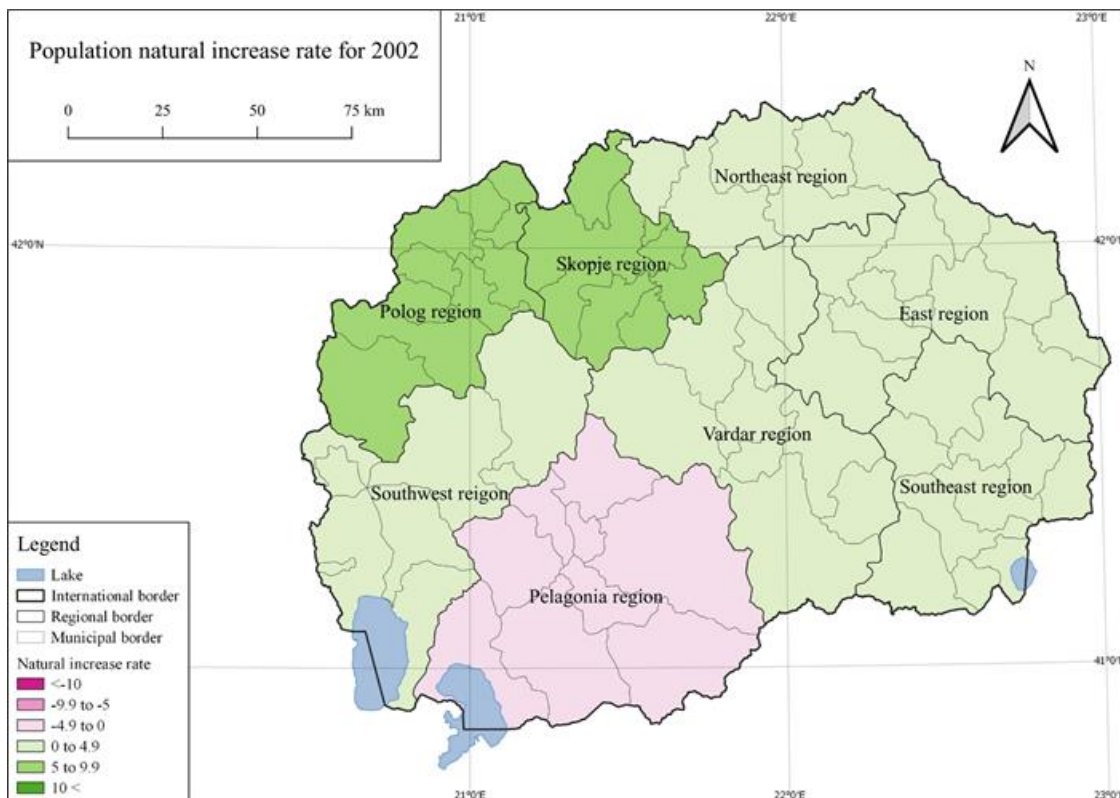 21°0'E 22°0'E 23°0'E
Population natural increase rate for 2002
0 25 50 75 km
N
Northeast region
42°0'N 42°0'N
Skopje region
Polog region
East region
Vardar region
Southwest reigon
Southeast region
Pelagonia region
Legend
Lake
International border
Regional border
Municipal border
Natural increase rate
<-10
-9.9 to -5
-4.9 to 0
0 to 4.9
5 to 9.9
10 <
41°0'N
21°0'E 22°0'E 23°0'E